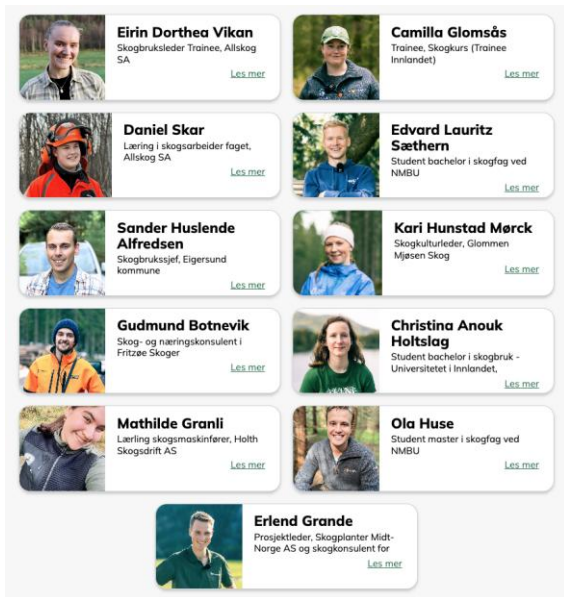 Eirin Dorthea Vikan
Skogbruksleder Trainee, Allskog
SA
Les mer
Camilla Glomsås
Trainee, Skogkurs (Trainee
Innlandet)
Les mer
Daniel Skar
Læring i skogsarbeider faget,
Allskog SA
Les mer
Edvard Lauritz
Sæthern
Student bachelor i skogfag ved
NMBU
Les mer
Sander Huslende
Alfredsen
Skogbrukssjef, Eigersund
kommune
Les mer
Kari Hunstad Mørck
Skogkulturleder, Glommen
Mjøsen Skog
Les mer
Gudmund Botnevik
Skog- og næringskonsulent i
Fritzøe Skoger
Les mer
Christina Anouk
Holtslag
Student bachelor i skogbruk -
Universitetet i Innlandet,
Les mer
Mathilde Granli
Lærling skogsmaskinfører, Holth
Skogsdrift AS
Les mer
Ola Huse
Student master i skogfag ved
NMBU
Les mer
Erlend Grande
Prosjektleder, Skogplanter Midt-
Norge AS og skogkonsulent for
Les mer